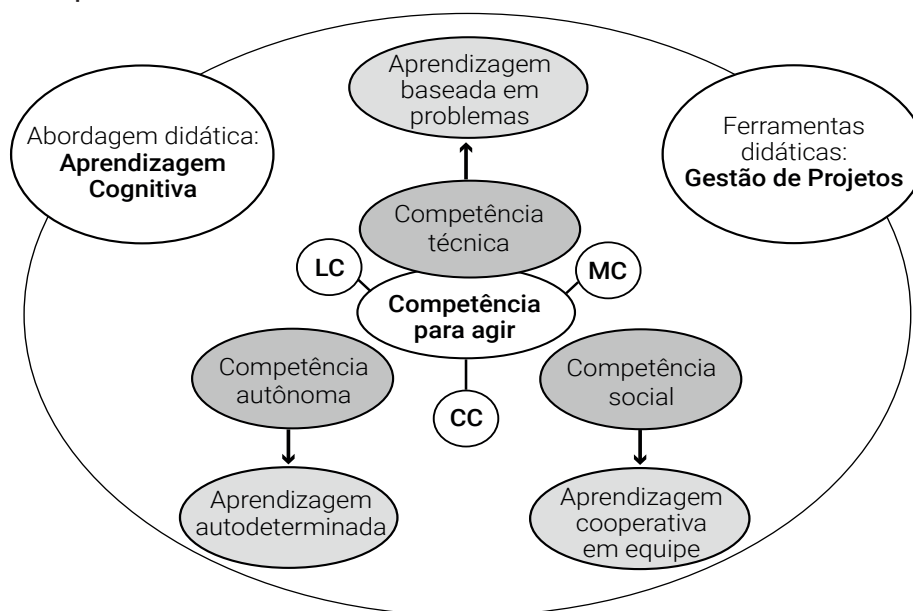 Aprendizagem
baseada em
problemas
Abordagem didática:
Aprendizagem
Cognitiva
Ferramentas
didáticas:
Gestão de Projetos
Competência
técnica
LC
MC
Competência
para agir
Competência
autônoma
Competência
social
CC
Aprendizagem
autodeterminada
Aprendizagem
cooperativa
em equipe